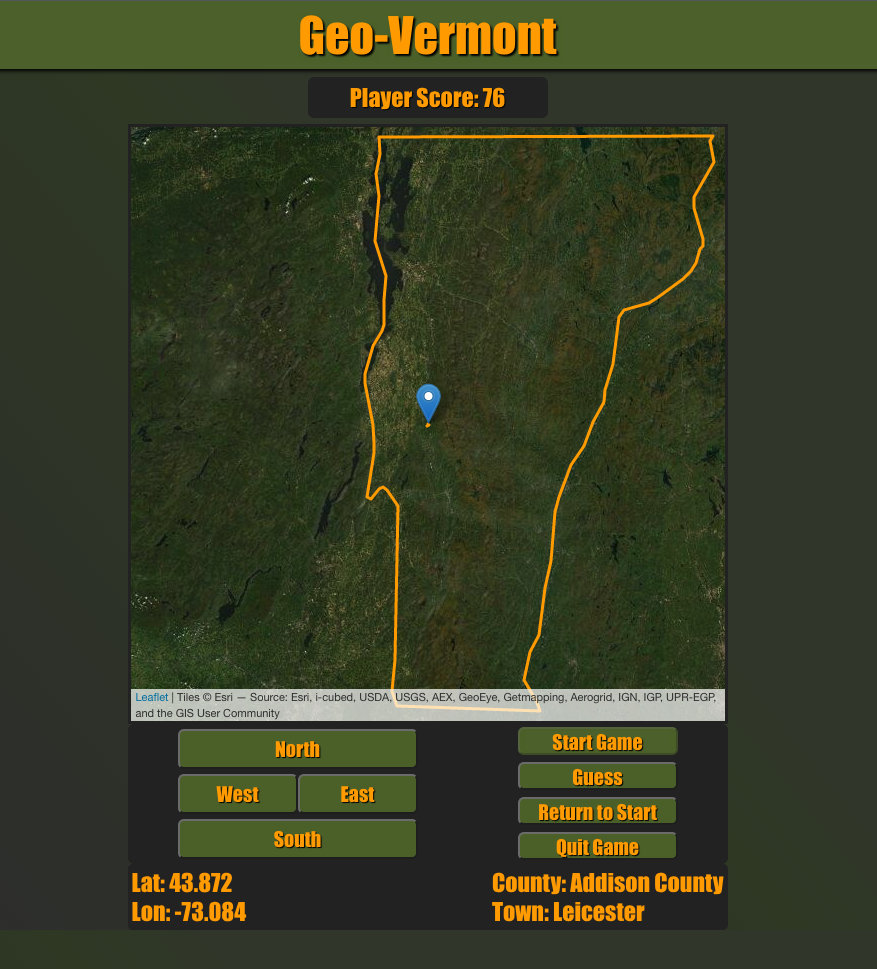 Geo-Vermont
Player Score: 76
Leaflet | Tiles © Esri — Source: Esri, i-cubed, USDA, USGS, AEX, GeoEye, Getmapping, Aerogrid, IGN, IGP, UPR-EGP,
and the GIS User Community
North
West East
South
Start Game
Guess
Return to Start
Quit Game
Lat: 43.872
Lon: -73.084
County: Addison County
Town: Leicester